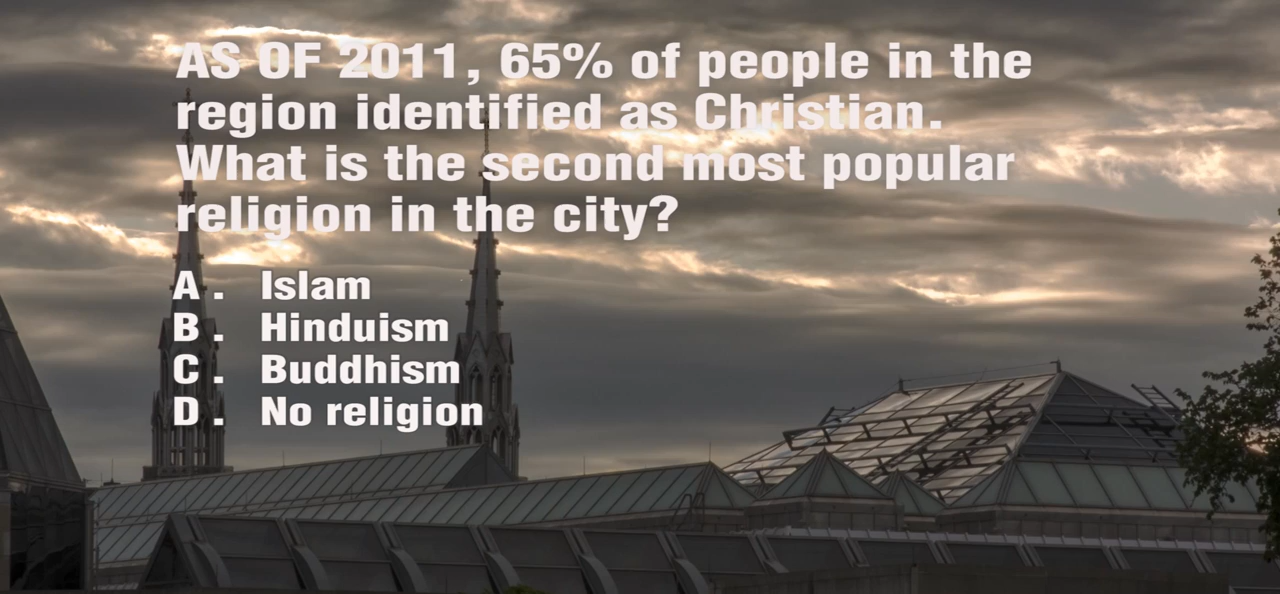 AS OF 2011, 65% of people in the
region identified as Christian.
What is the second most popular
religion in the city?
A . Islam
B . Hinduism
C . Buddhism
D . No religion